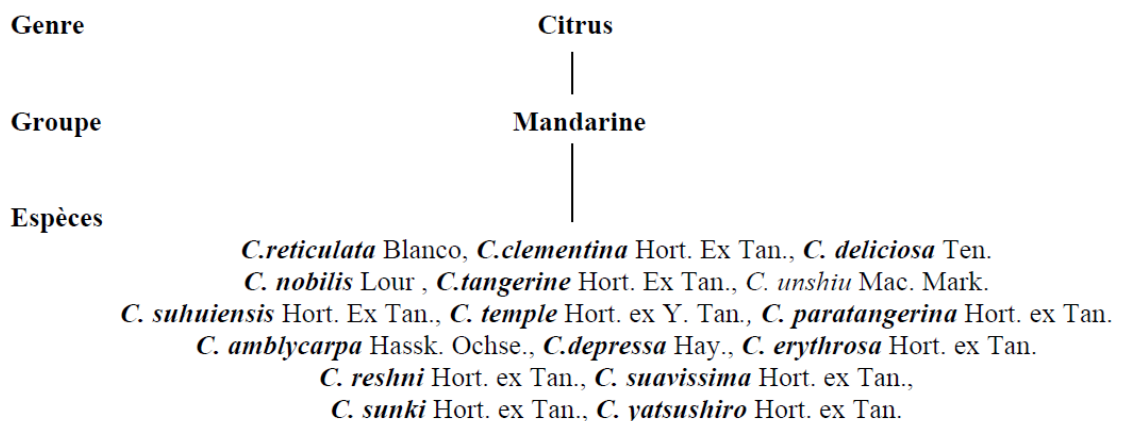 Genre Citrus
Groupe Mandarine
Espèces
C.reticulata Blanco, C.clementina Hort. Ex Tan., C. deliciosa Ten.
C. nobilis Lour , C.tangerine Hort. Ex Tan., C. unshiu Mac. Mark.
C. suhuiensis Hort. Ex Tan., C. temple Hort. ex Y. Tan., C. paratangerina Hort. ex Tan.
C. amblycarpa Hassk. Ochse., C.depressa Hay., C. erythrosa Hort. ex Tan.
C. reshni Hort. ex Tan., C. suavissima Hort. ex Tan.,
C. sunki Hort. ex Tan., C. yatsushiro Hort. ex Tan.